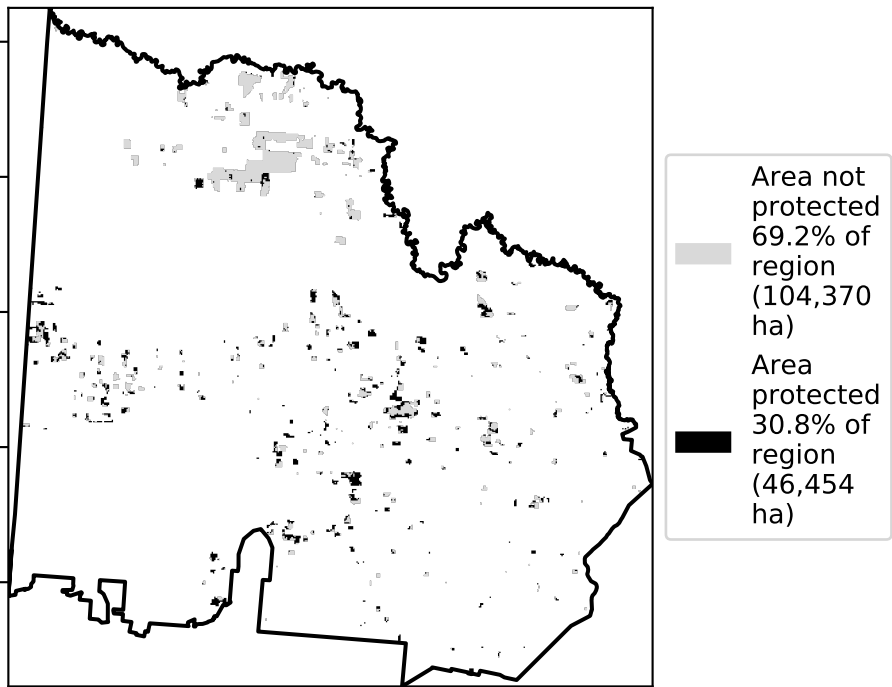 Area not
protected
69.2% of
region
(104,370
ha)
Area
protected
30.8% of
region
(46,454
ha)